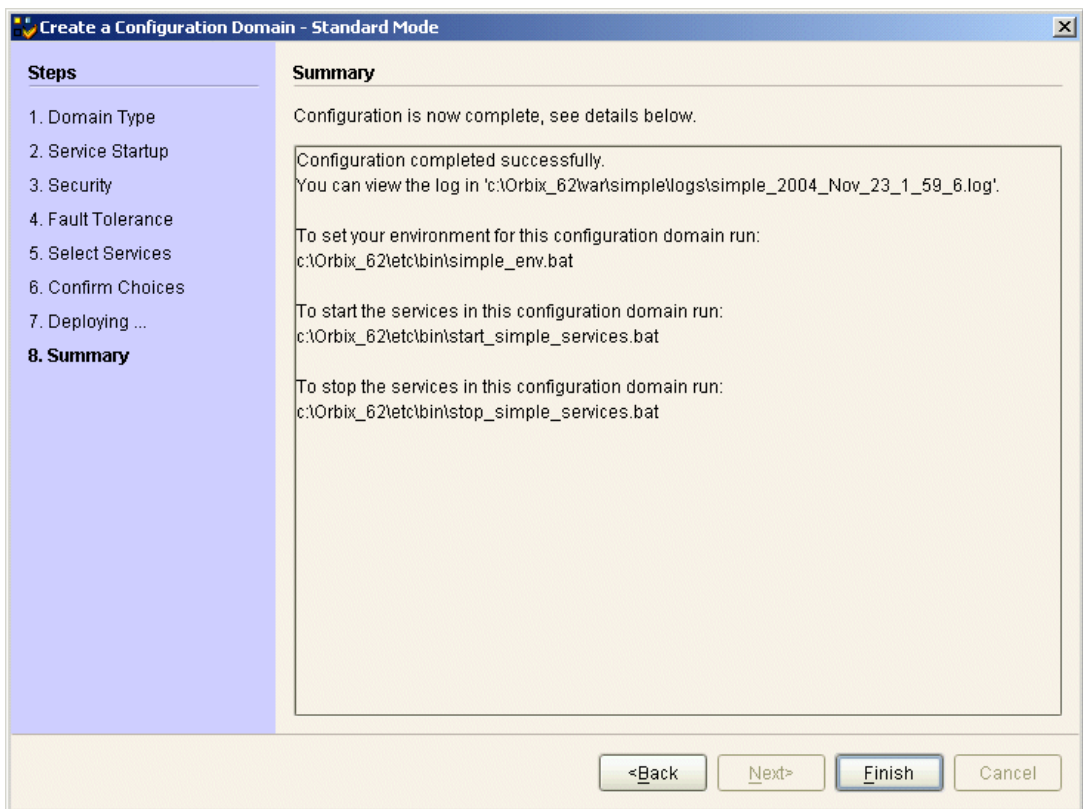 Create a Configuration Domain - Standard Mode
Steps
1. Domain Type
2. Service Startup
3. Security
4. Fault Tolerance
5. Select Services
6. Confirm Choices
7. Deploying ...
8. Summary
Summary
Configuration is now complete, see details below.
Configuration completed successfully.
You can view the log in 'c:\Orbix_62\var\simple\logs\simple_2004_Nov_23_1_59_6.log'.
To set your environment for this configuration domain run:
c:\Orbix_62\etc\bin\simple_env.bat
To start the services in this configuration domain run:
c:\Orbix_62\etc\bin\start_simple_services.bat
To stop the services in this configuration domain run:
c:\Orbix_62\etc\bin\stop_simple_services.bat
<Back Next> Finish Cancel